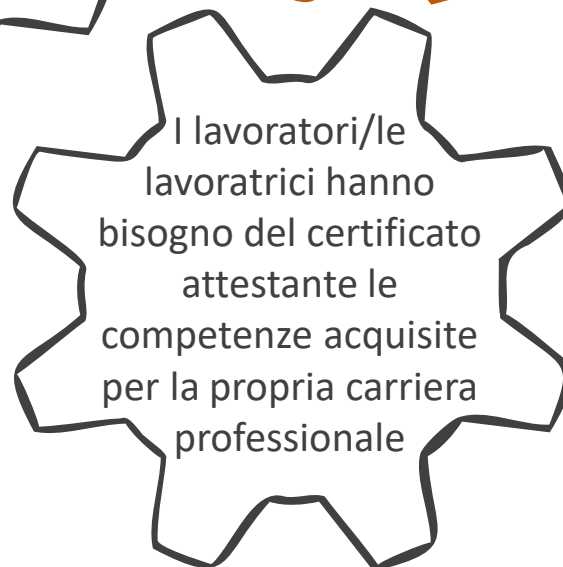 I lavoratori/le
lavoratrici hanno
bisogno del certificato
attestante le
competenze acquisite
per la propria carriera
professionale